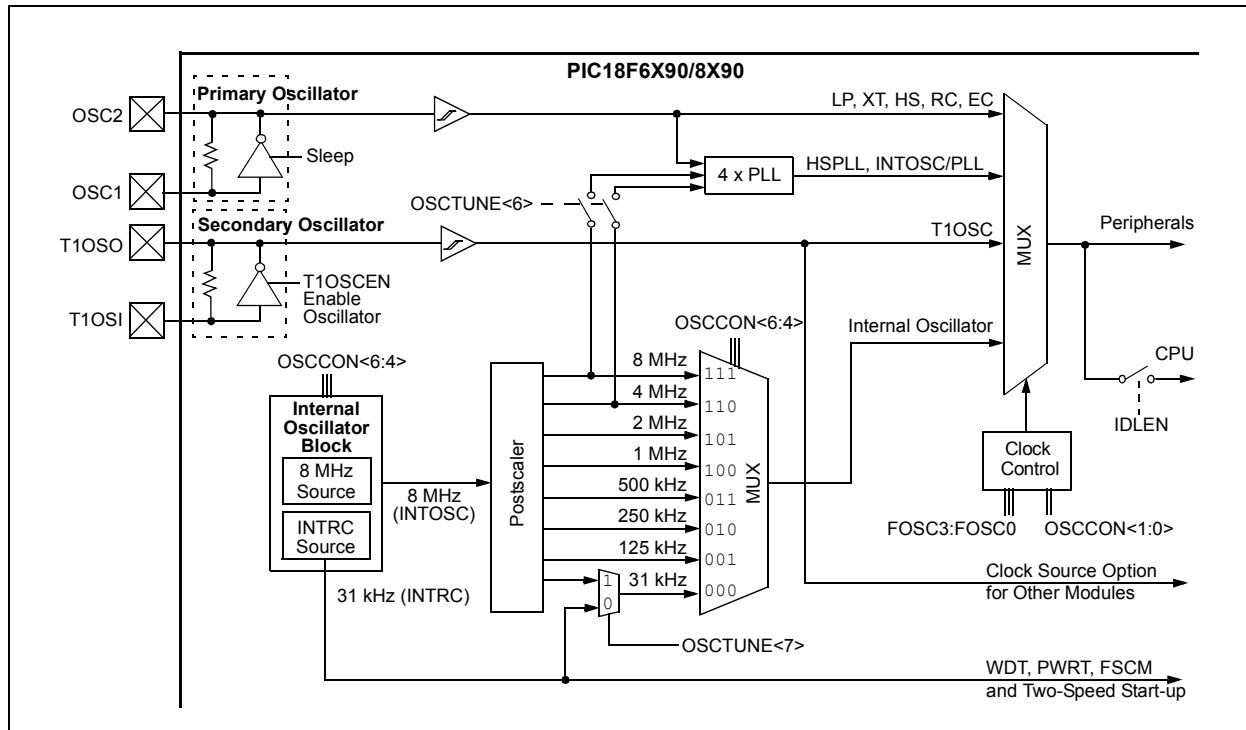 PIC18F6X90/8X90
Primary Oscillator
OSC2
Sleep
OSC1
LP, XT, HS, RC, EC
4 x PLL
HSPLL, INTOSC/PLL
OSCTUNE<6>
Secondary Oscillator
T1OSO
T1OSCEN
Enable
Oscillator
T1OSI
T1OSC
MUX
Peripherals
Internal Oscillator
CPU
IDLEN
Clock
Control
FOSC3:FOSC0
OSCCON<1:0>
Clock Source Option
for Other Modules
OSCCON<6:4>
OSCCON<6:4>
Internal
Oscillator
Block
8 MHz
Source
INTRC
Source
8 MHz
(INTOSC)
31 kHz (INTRC)
Postscaler
8 MHz
111
4 MHz
110
2 MHz
101
1 MHz
100
500 kHz
011
250 kHz
010
125 kHz
001
1
0
31 kHz
000
MUX
OSCTUNE<7>
WDT, PWRT, FSCM
and Two-Speed Start-up